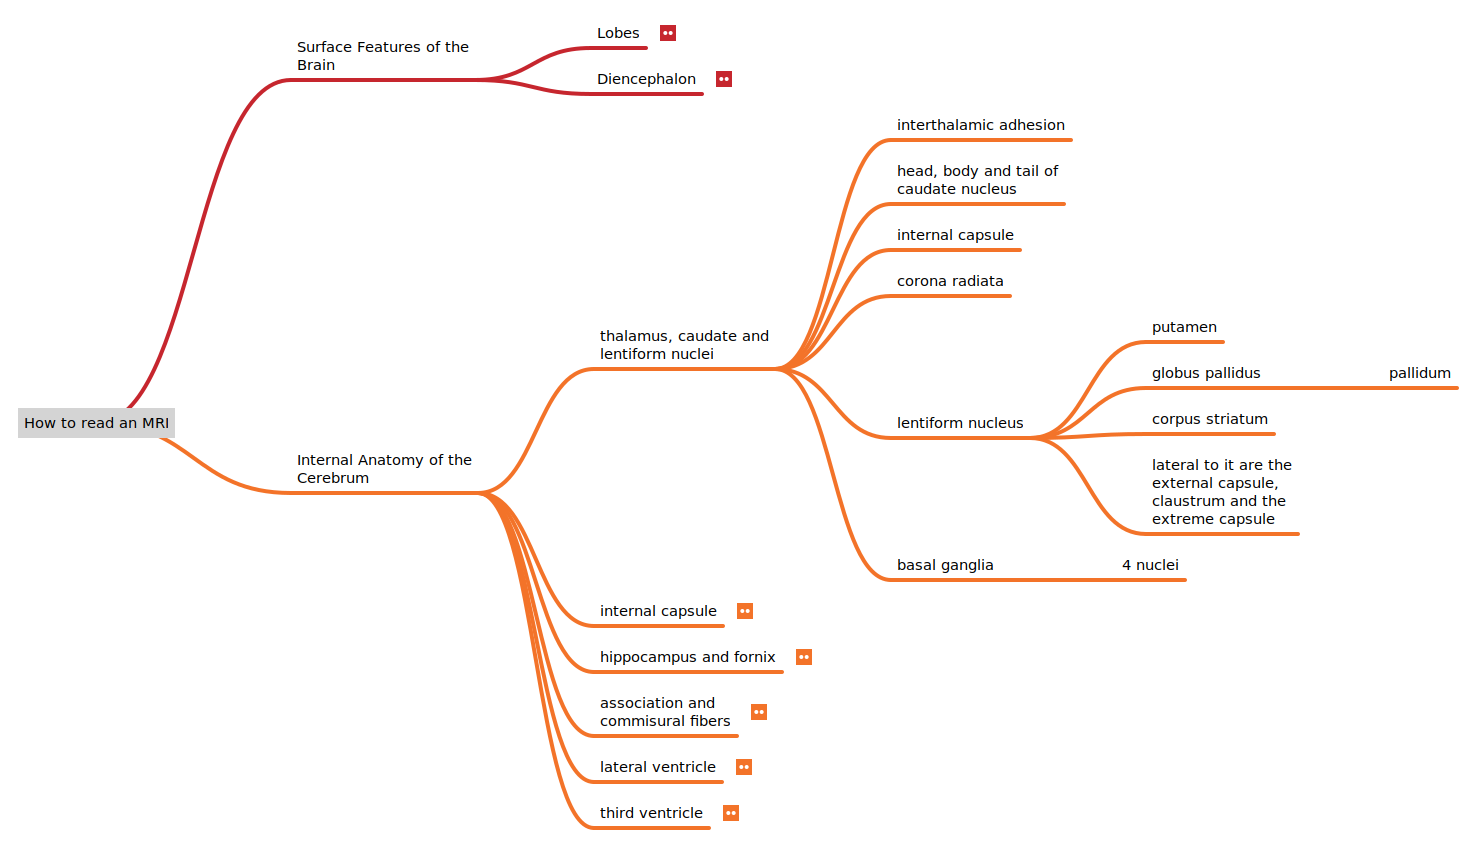 How to read an MRI
Surface Features of the
Brain
Lobes
Diencephalon
Internal Anatomy of the
Cerebrum
thalamus, caudate and
lentiform nuclei
interthalamic adhesion
head, body and tail of
caudate nucleus
internal capsule
corona radiata
lentiform nucleus
putamen
globus pallidus
pallidum
corpus striatum
lateral to it are the
external capsule,
claustrum and the
extreme capsule
basal ganglia
4 nuclei
internal capsule
hippocampus and fornix
association and
commisural fibers
lateral ventricle
third ventricle